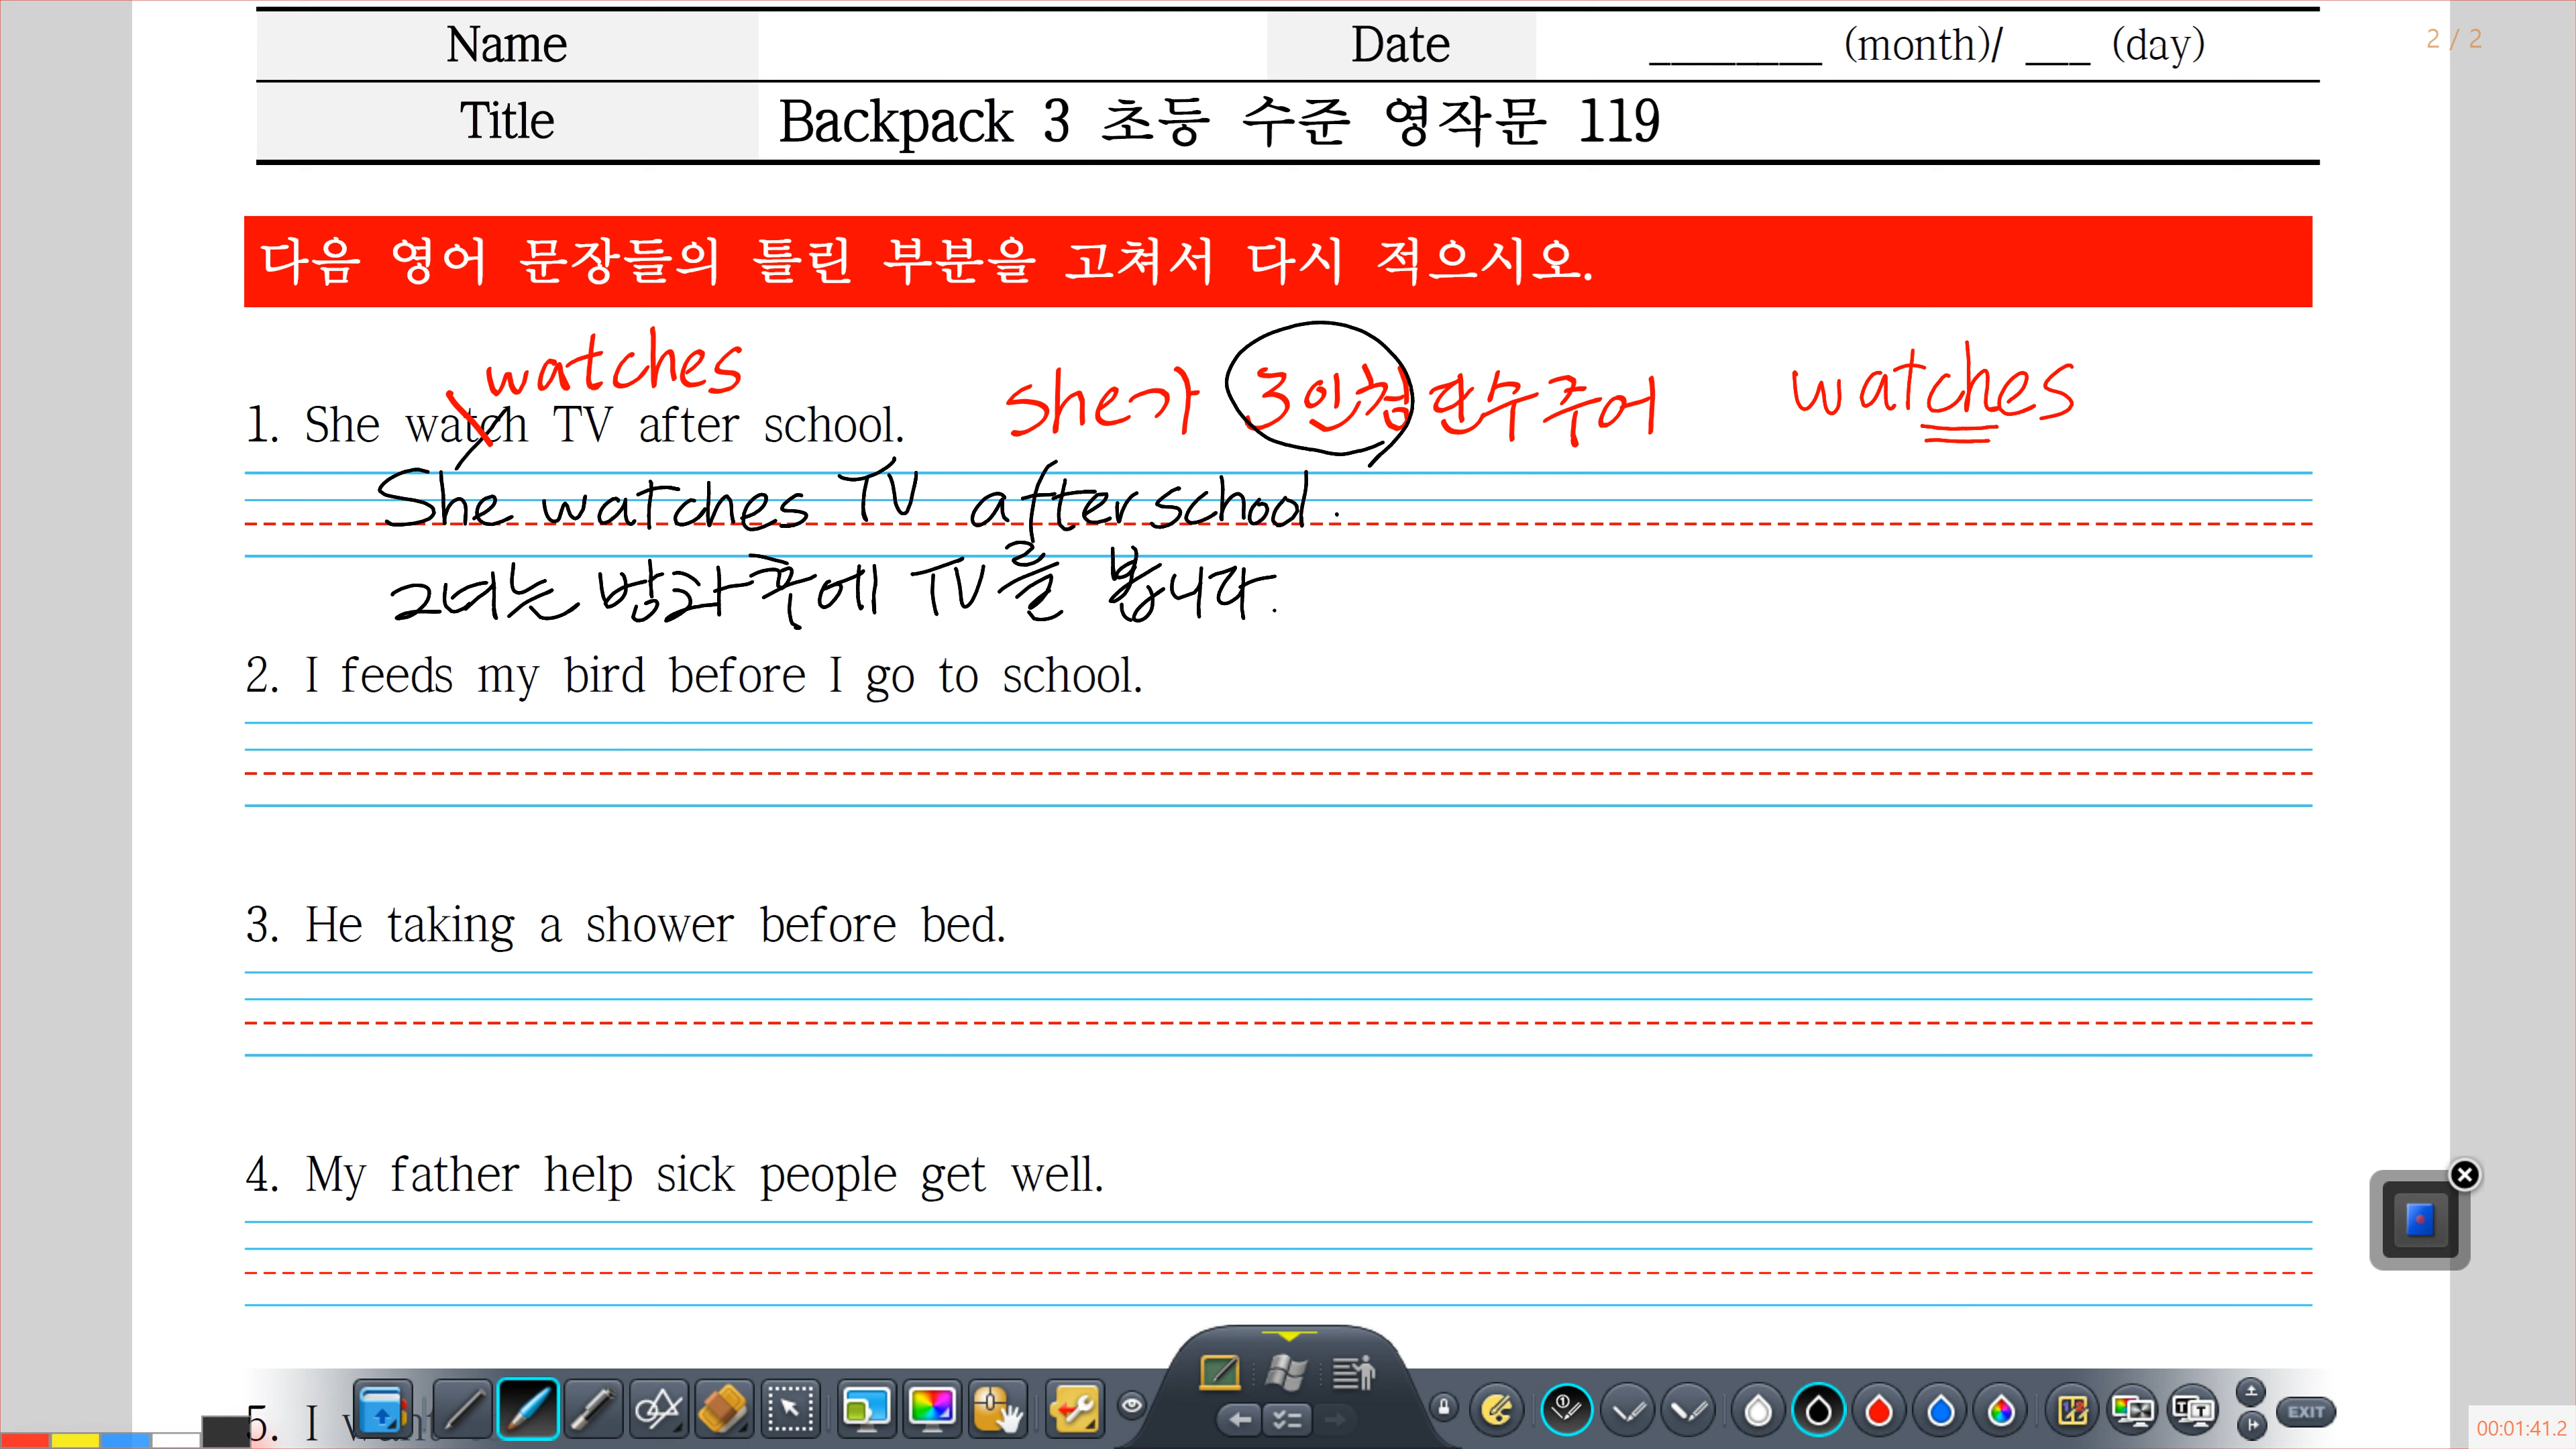 Name Date _______ (month)/ ___ (day)
2 / 2
Title Backpack 3 초등 수준 영작문 119
다음 영어 문장들의 틀린 부분을 고쳐서 다시 적으시오.
watches
1. She watch TV after school. She가 3인칭 단수 주어 watches
She watches TV after school.
그녀는 방과 후에 TV를 봅니다.
2. I feeds my bird before I go to school.
3. He taking a shower before bed.
4. My father help sick people get well.
5. I want
EXIT
00:01:41.2